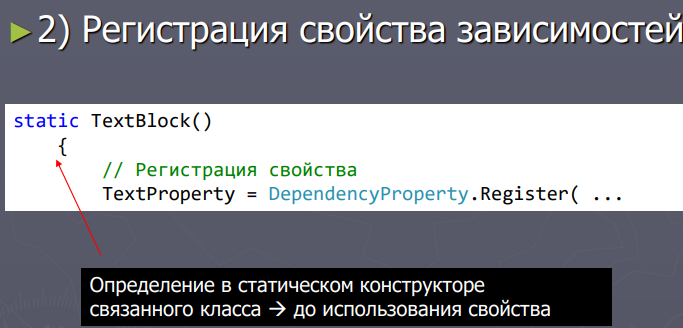 ►2) Регистрация свойства зависимостей
static TextBlock()
{
// Регистрация свойства
TextProperty = DependencyProperty.Register( ...
Определение в статическом конструкторе
связанного класса → до использования свойства